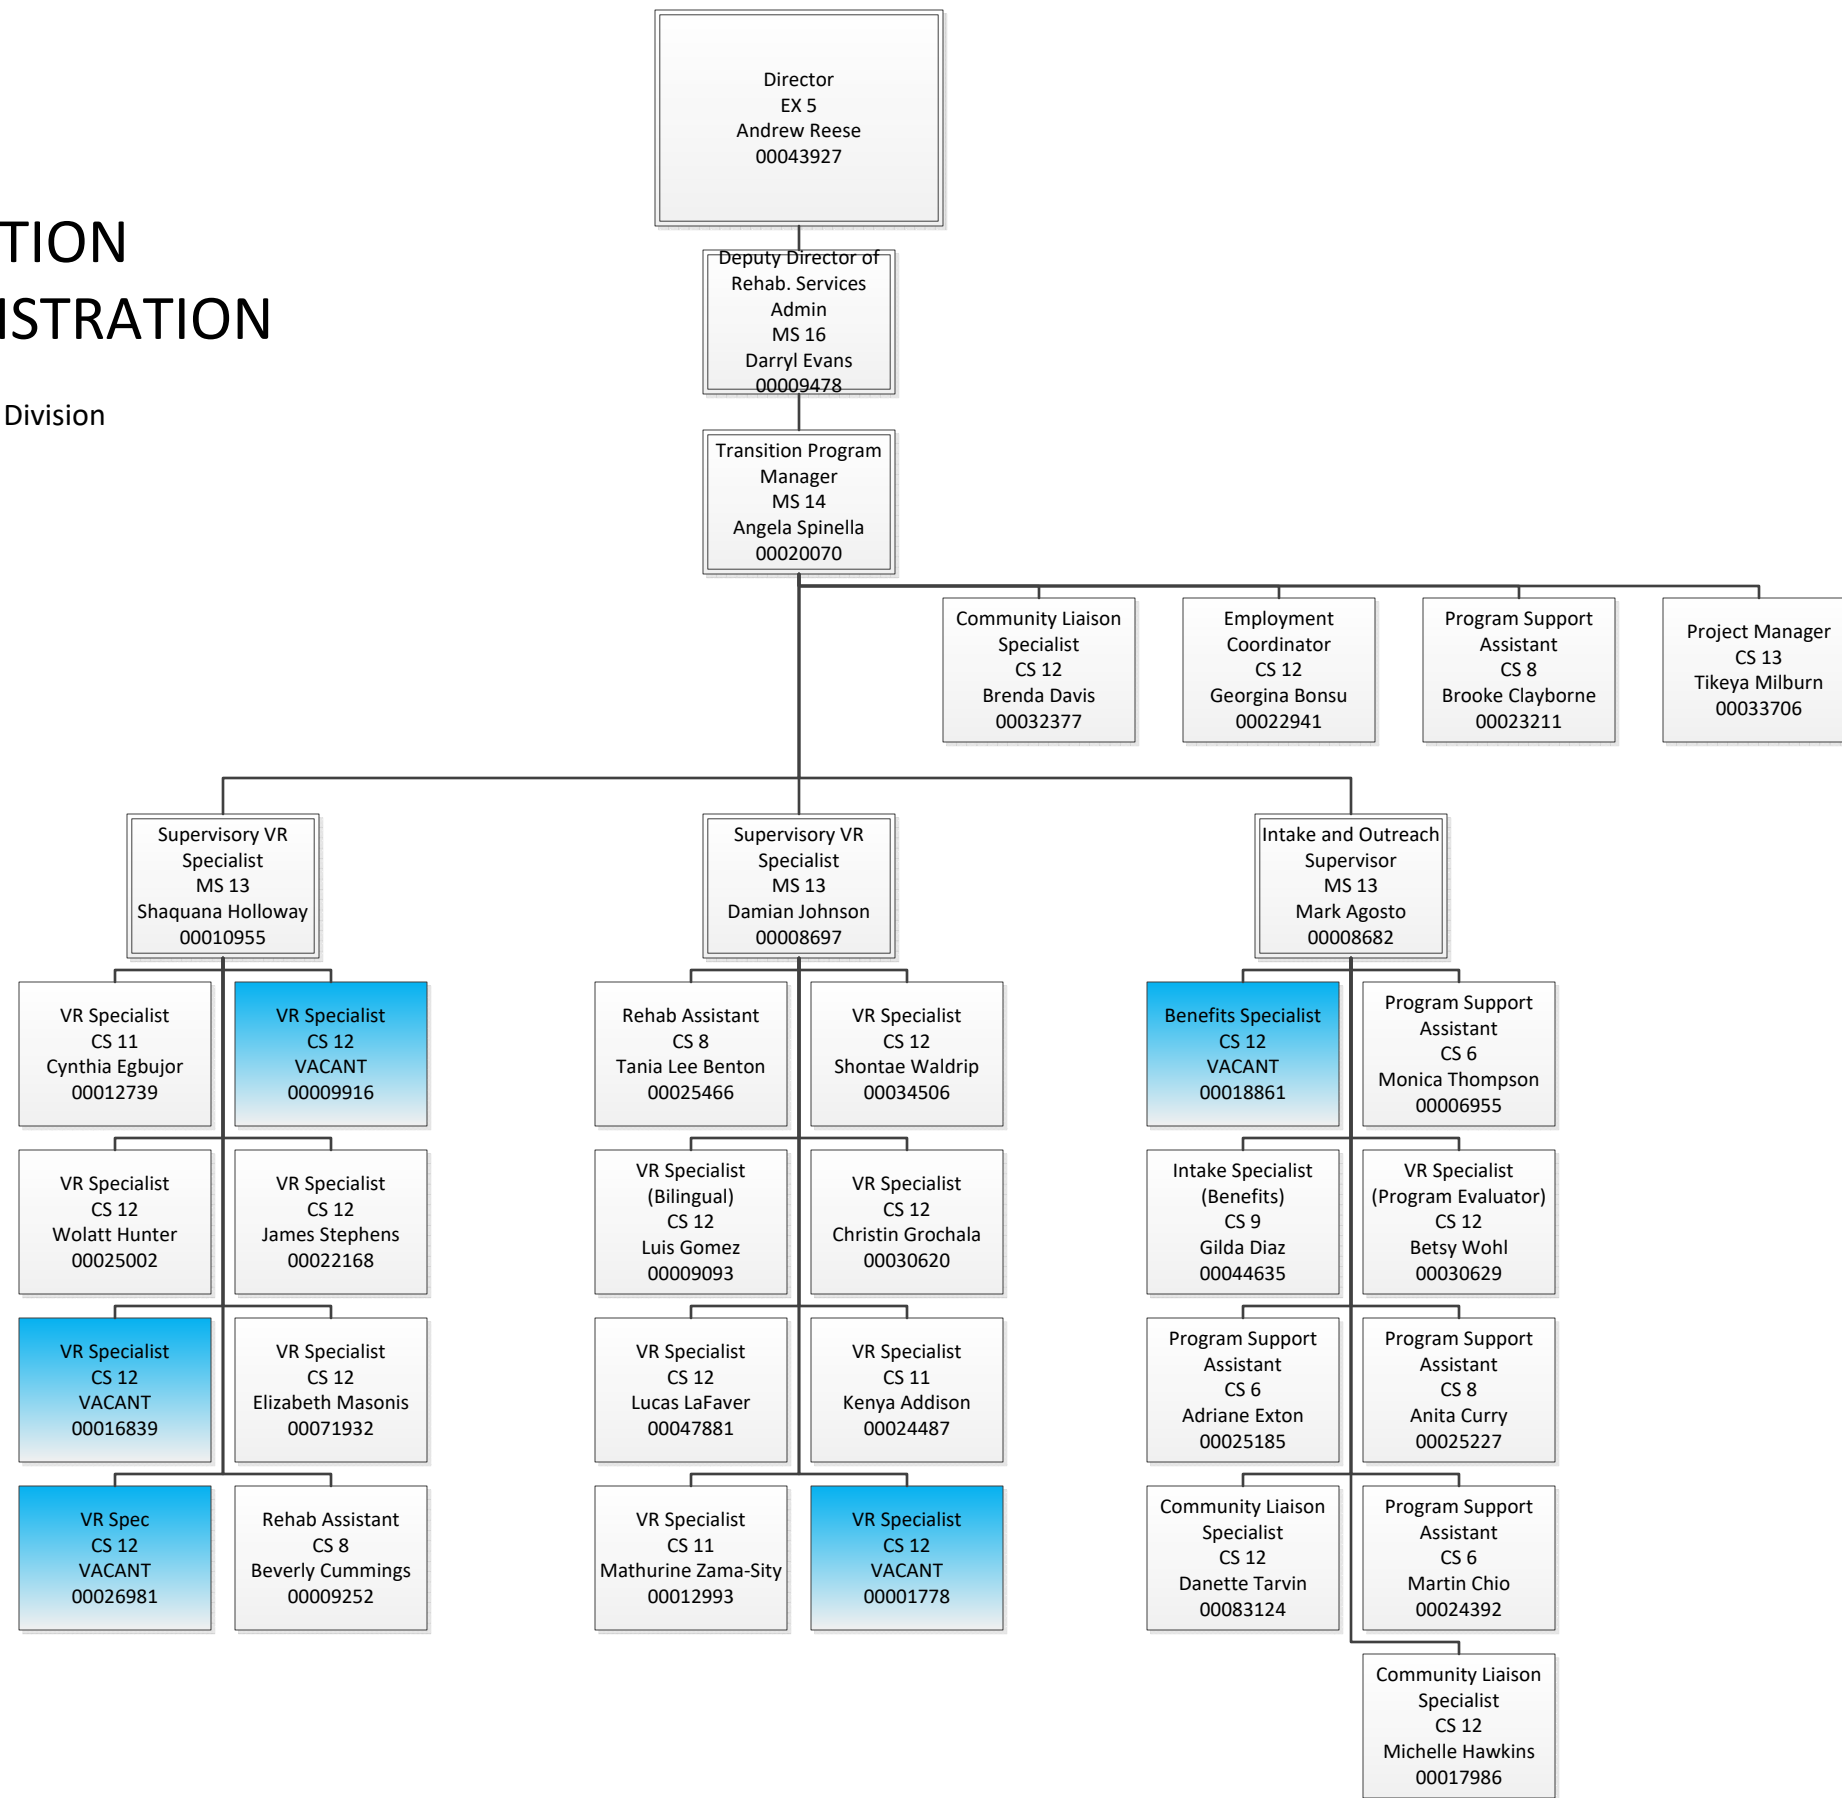 Director
EX 5
Andrew Reese
00043927
TION
ISTRATION
Division
Deputy Director of
Rehab. Services
Admin
MS 16
Darryl Evans
00009478
Transition Program
Manager
MS 14
Angela Spinella
00020070
Community Liaison
Specialist
CS 12
Brenda Davis
00032377
Employment
Coordinator
CS 12
Georgina Bonsu
00022941
Program Support
Assistant
CS 8
Brooke Clayborne
00023211
Project Manager
CS 13
Tikeya Milburn
00033706
Supervisory VR
Specialist
MS 13
Shaquana Holloway
00010955
Supervisory VR
Specialist
MS 13
Damian Johnson
00008697
Intake and Outreach
Supervisor
MS 13
Mark Agosto
00008682
VR Specialist
CS 11
Cynthia Egbujor
00012739
VR Specialist
CS 12
VACANT
00009916
Rehab Assistant
CS 8
Tania Lee Benton
00025466
VR Specialist
CS 12
Shontae Waldrip
00034506
Benefits Specialist
CS 12
VACANT
00018861
Program Support
Assistant
CS 6
Monica Thompson
00006955
VR Specialist
CS 12
Wolatt Hunter
00025002
VR Specialist
CS 12
James Stephens
00022168
VR Specialist
(Bilingual)
CS 12
Luis Gomez
00009093
VR Specialist
CS 12
Christin Grochala
00030620
Intake Specialist
(Benefits)
CS 9
Gilda Diaz
00044635
VR Specialist
(Program Evaluator)
CS 12
Betsy Wohl
00030629
VR Specialist
CS 12
VACANT
00016839
VR Specialist
CS 12
Elizabeth Masonis
00071932
VR Specialist
CS 12
Lucas LaFaver
00047881
VR Specialist
CS 11
Kenya Addison
00024487
Program Support
Assistant
CS 6
Adriane Exton
00025185
Program Support
Assistant
CS 8
Anita Curry
00025227
VR Spec
CS 12
VACANT
00026981
Rehab Assistant
CS 8
Beverly Cummings
00009252
VR Specialist
CS 11
Mathurine Zama-Sity
00012993
VR Specialist
CS 12
VACANT
00001778
Community Liaison
Specialist
CS 12
Danette Tarvin
00083124
Program Support
Assistant
CS 6
Martin Chio
00024392
Community Liaison
Specialist
CS 12
Michelle Hawkins
00017986